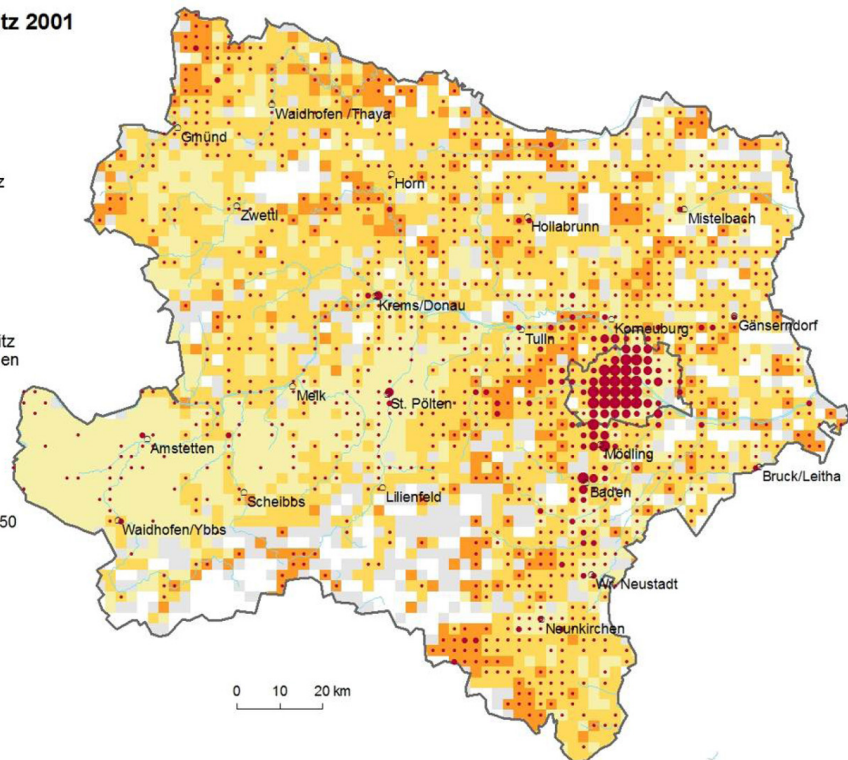 tz 2001
Waidhofen /Thaya
Gmünd
z
Horn
Zwettl
Mistelbach
Hollabrunn
Krems/Donau
Gänserndorf
Korneuburg
itz
Tulln
en
Melk
St. Pölten
Amstetten
Mödling
Bruck/Leitha
Baden
Scheibbs
Lilienfeld
50
Waidhofen/Ybbs
Wr. Neustadt
Neunkirchen
0 10 20 km